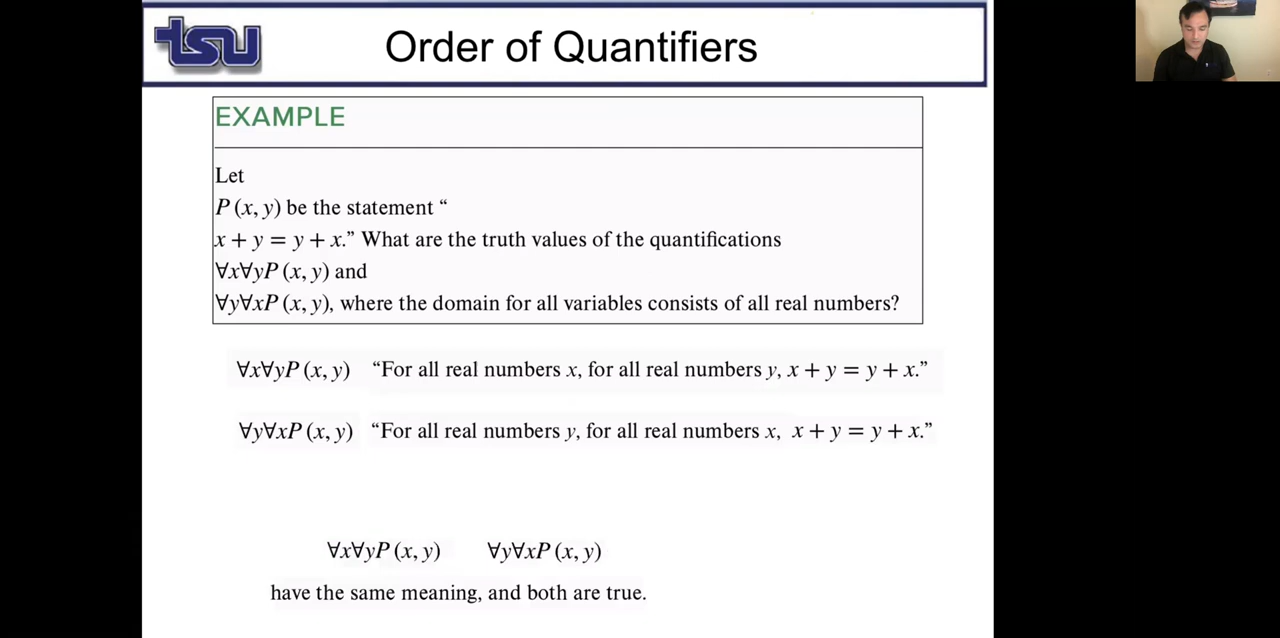 tsu
Order of Quantifiers
EXAMPLE
Let
P (x, y) be the statement “
x + y = y + x.” What are the truth values of the quantifications
∀x∀yP (x, y) and
∀y∀xP (x, y), where the domain for all variables consists of all real numbers?
∀x∀yP (x, y) “For all real numbers x, for all real numbers y, x + y = y + x.”
∀y∀xP (x, y) “For all real numbers y, for all real numbers x, x + y = y + x.”
∀x∀yP (x, y) ∀y∀xP (x, y)
have the same meaning, and both are true.